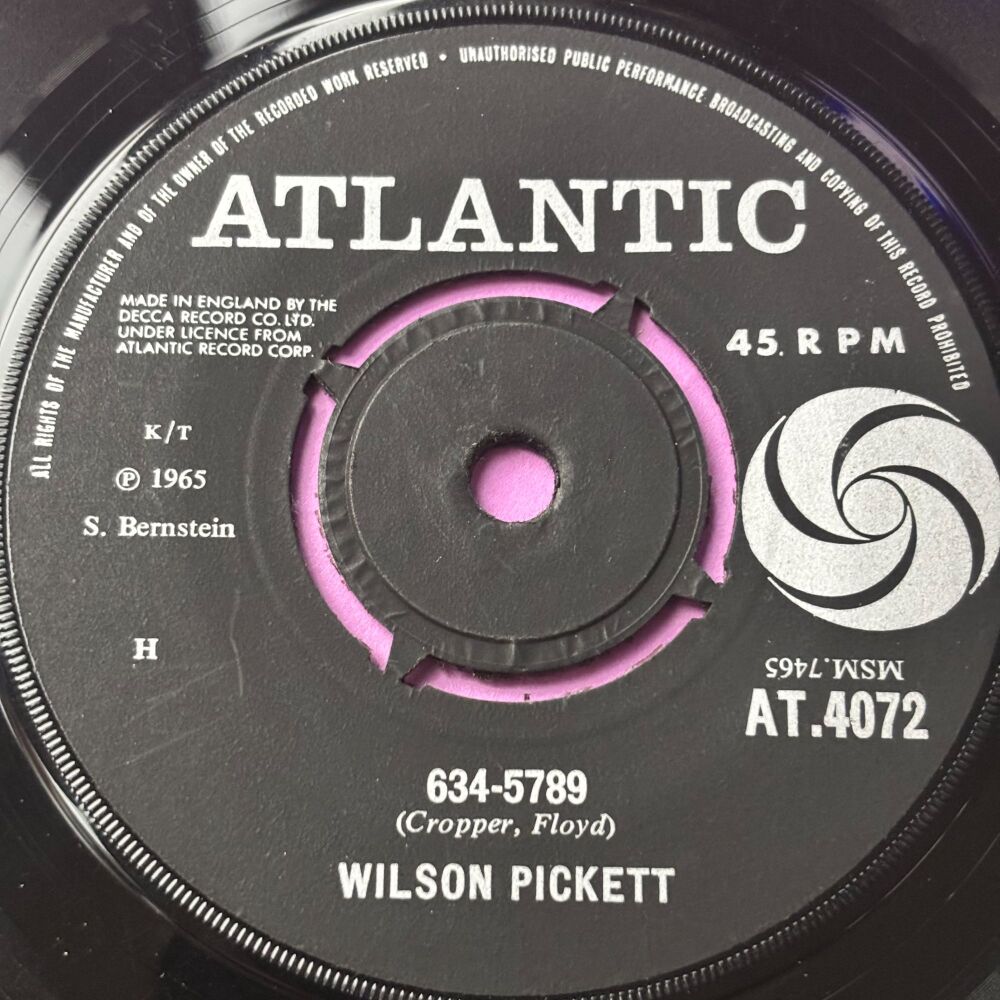 ALL RIGHTS OF THE MANUFACTURER AND OF THE OWNER OF THE RECORDED WORK RESERVED • UNAUTHORISED PUBLIC PERFORMANCE BROADCASTING AND COPYING OF THIS RECORD PROHIBITED
ATLANTIC
MADE IN ENGLAND BY THE
DECCA RECORD CO. LTD.
UNDER LICENCE FROM
ATLANTIC RECORD CORP.
45. R P M
K/T
℗ 1965
S. Bernstein
H
MSM.7465
AT.4072
634-5789
(Cropper, Floyd)
WILSON PICKETT